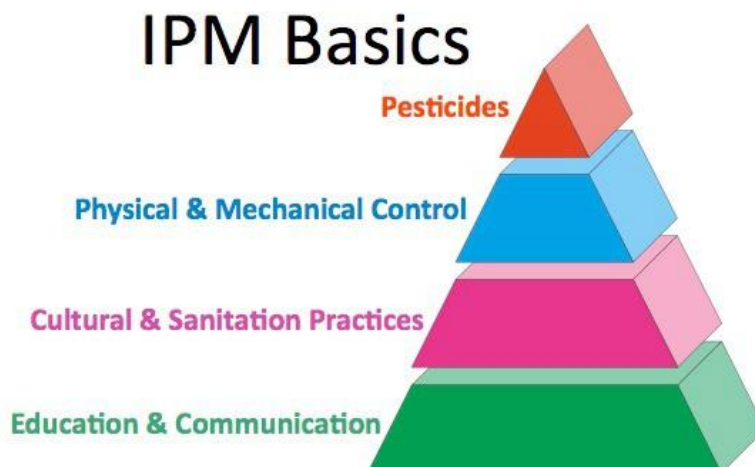 IPM Basics
Pesticides
Physical & Mechanical Control
Cultural & Sanitation Practices
Education & Communication